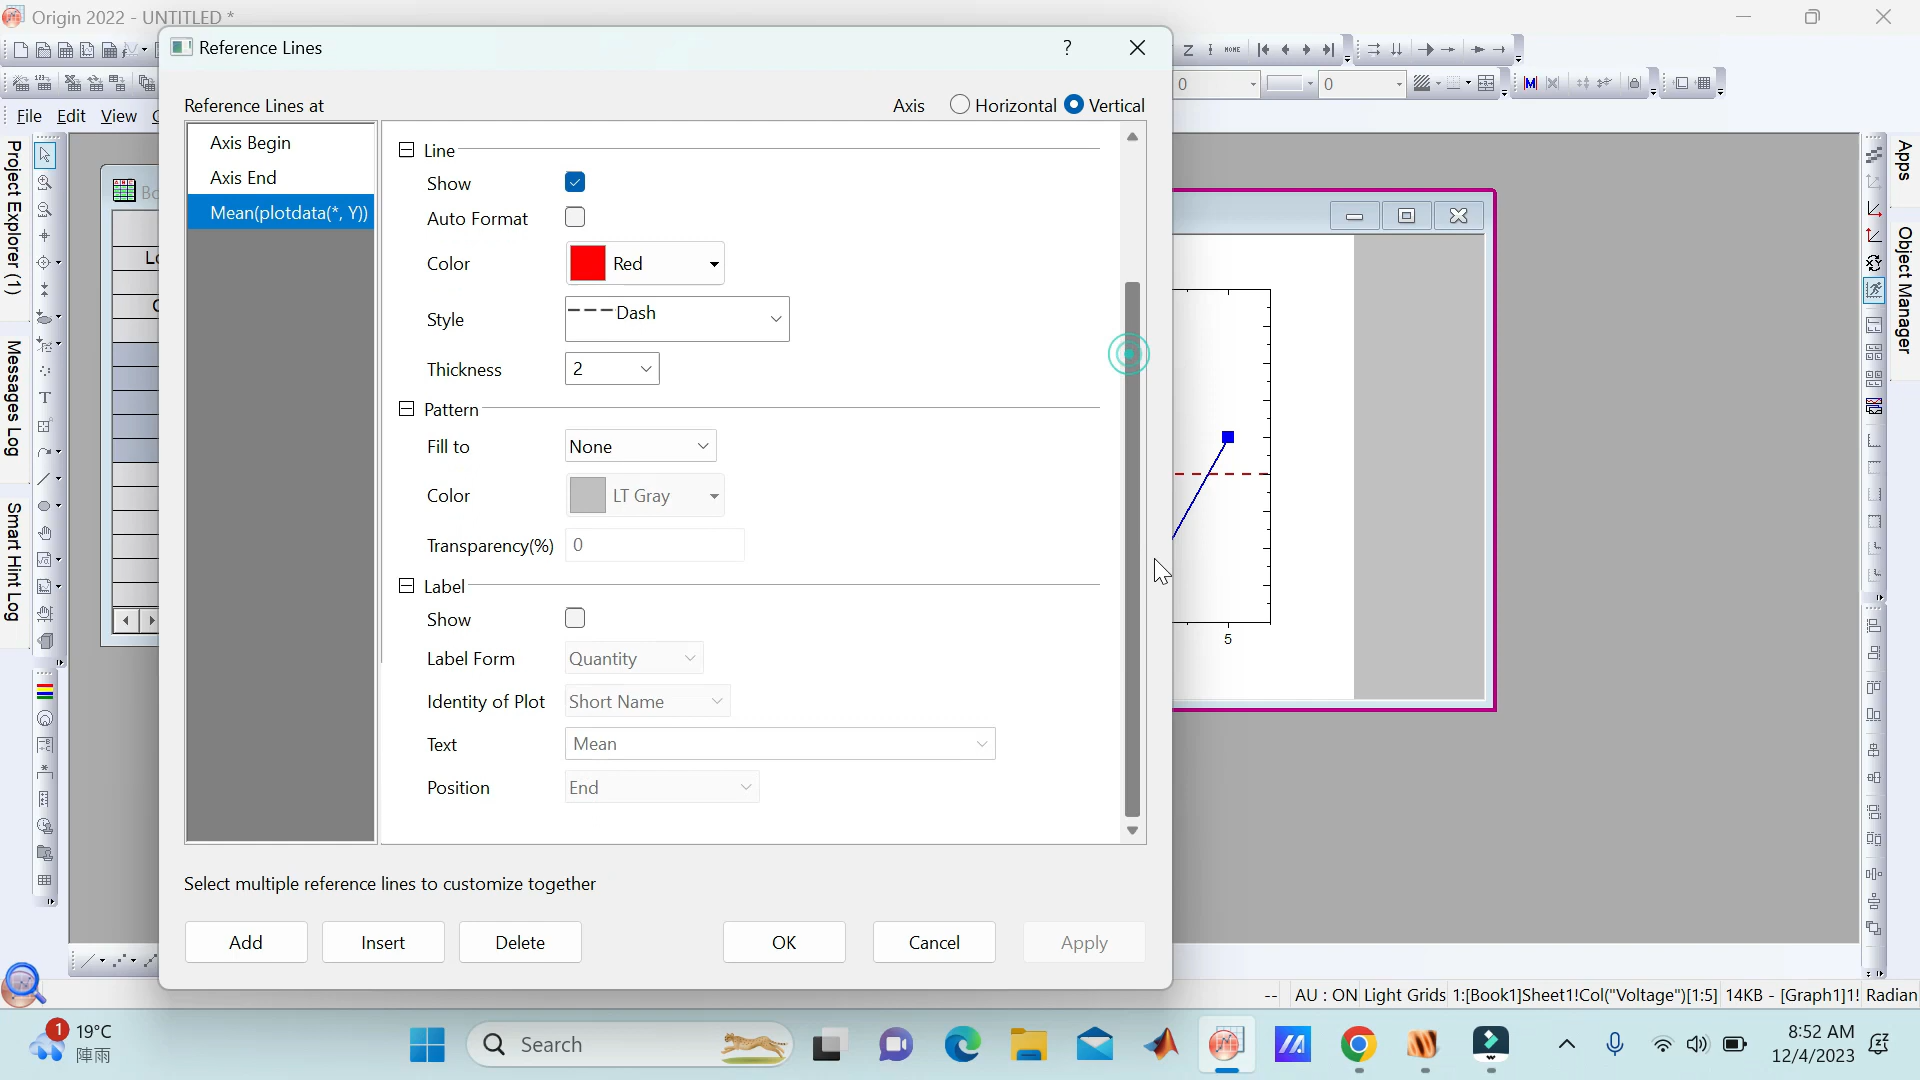 Origin 2022 - UNTITLED *
Reference Lines
?
Reference Lines at
Axis
Horizontal
Vertical
File
Edit
View
0
0
Axis Begin
Axis End
Mean(plotdata(*, Y))
Line
Show
Auto Format
Color
Red
Style
Dash
Thickness
2
Pattern
Fill to
None
Color
LT Gray
Transparency(%)
0
Label
Show
Label Form
Quantity
Identity of Plot
Short Name
Text
Mean
Position
End
Select multiple reference lines to customize together
Add
Insert
Delete
OK
Cancel
Apply
Project Explorer (1)
Messages Log
Smart Hint Log
Apps
Object Manager
5
-- AU : ON Light Grids 1:[Book1]Sheet1!Col("Voltage")[1:5] 14KB - [Graph1]1! Radian
1
19°C
陣雨
Search
8:52 AM
12/4/2023